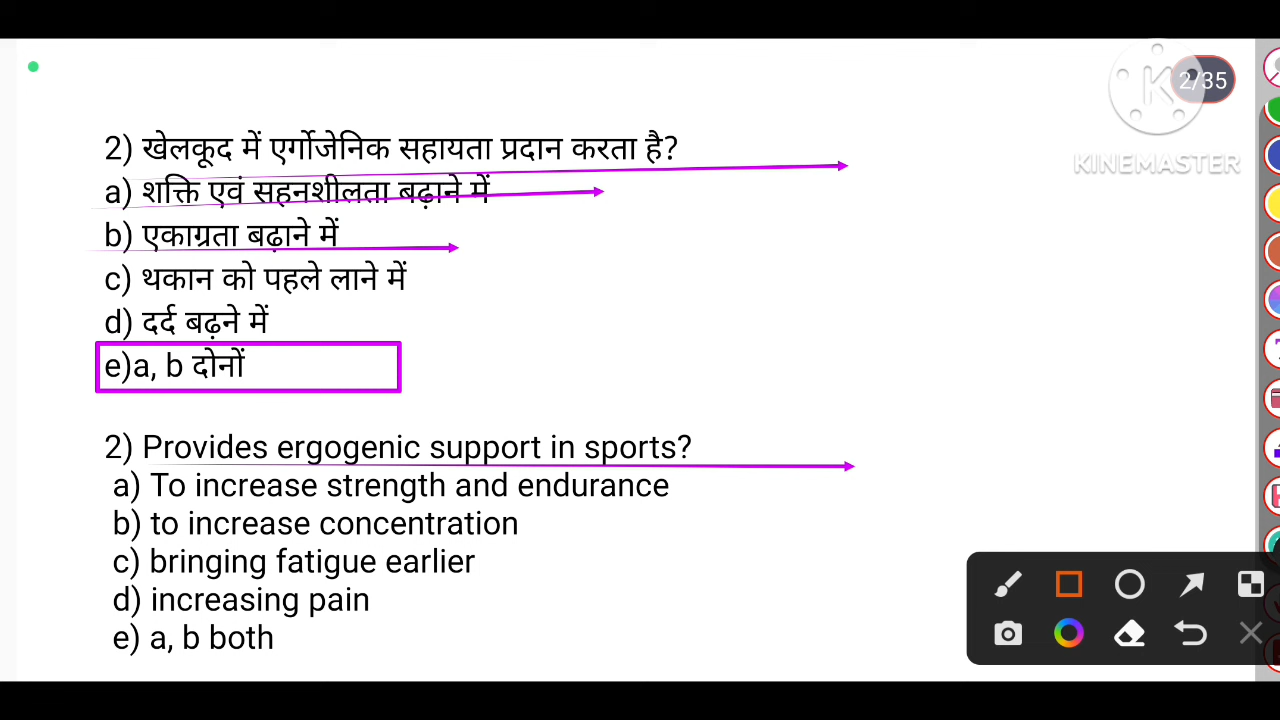 2/35
KINEMASTER
2) खेलकूद में एर्गोजेनिक सहायता प्रदान करता है?
a) शक्ति एवं सहनशीलता बढ़ाने में
b) एकाग्रता बढ़ाने में
c) थकान को पहले लाने में
d) दर्द बढ़ने में
e)a, b दोनों
2) Provides ergogenic support in sports?
a) To increase strength and endurance
b) to increase concentration
c) bringing fatigue earlier
d) increasing pain
e) a, b both